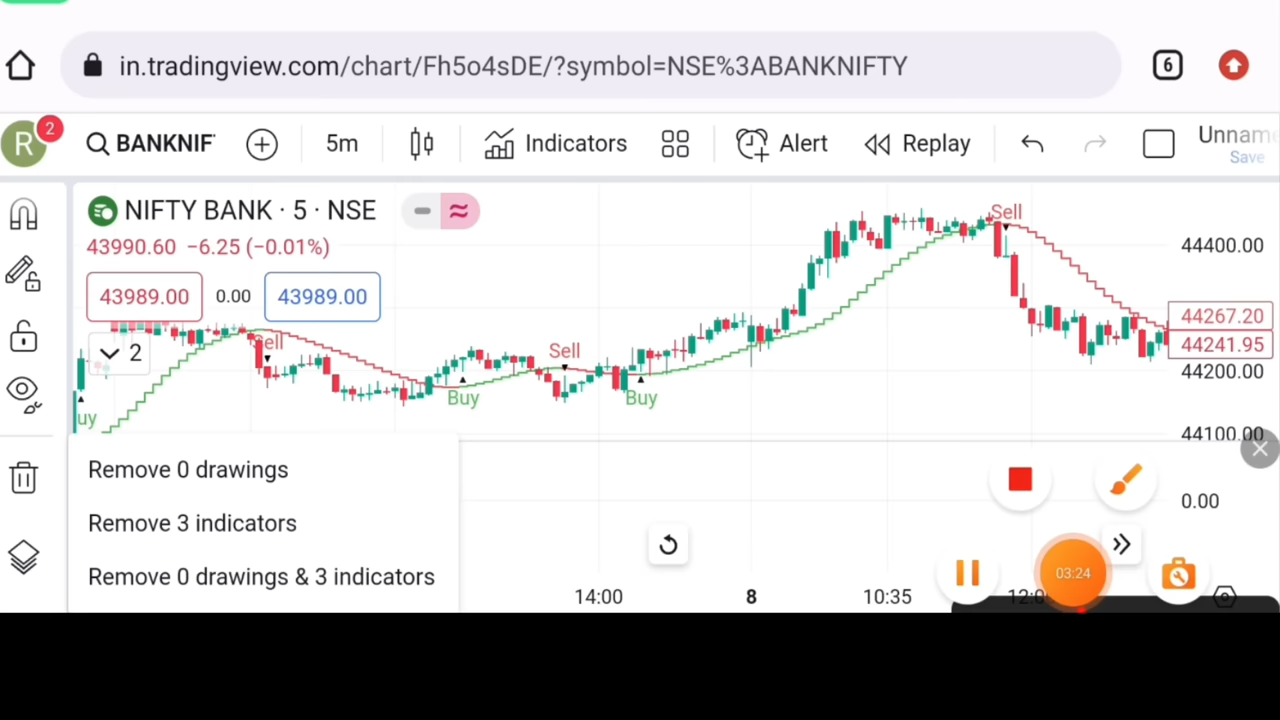 in.tradingview.com/chart/Fh5o4sDE/?symbol=NSE%3ABANKNIFTY
6
R
2
BANKNIF
5m
Indicators
Alert
Replay
Unnam
Save
NIFTY BANK · 5 · NSE
43990.60 −6.25 (−0.01%)
43989.00
0.00
43989.00
2
Sell
Sell
Sell
Buy
Buy
uy
44400.00
44267.20
44241.95
44200.00
44100.00
0.00
Remove 0 drawings
Remove 3 indicators
Remove 0 drawings & 3 indicators
03:24
14:00
8
10:35
12:0